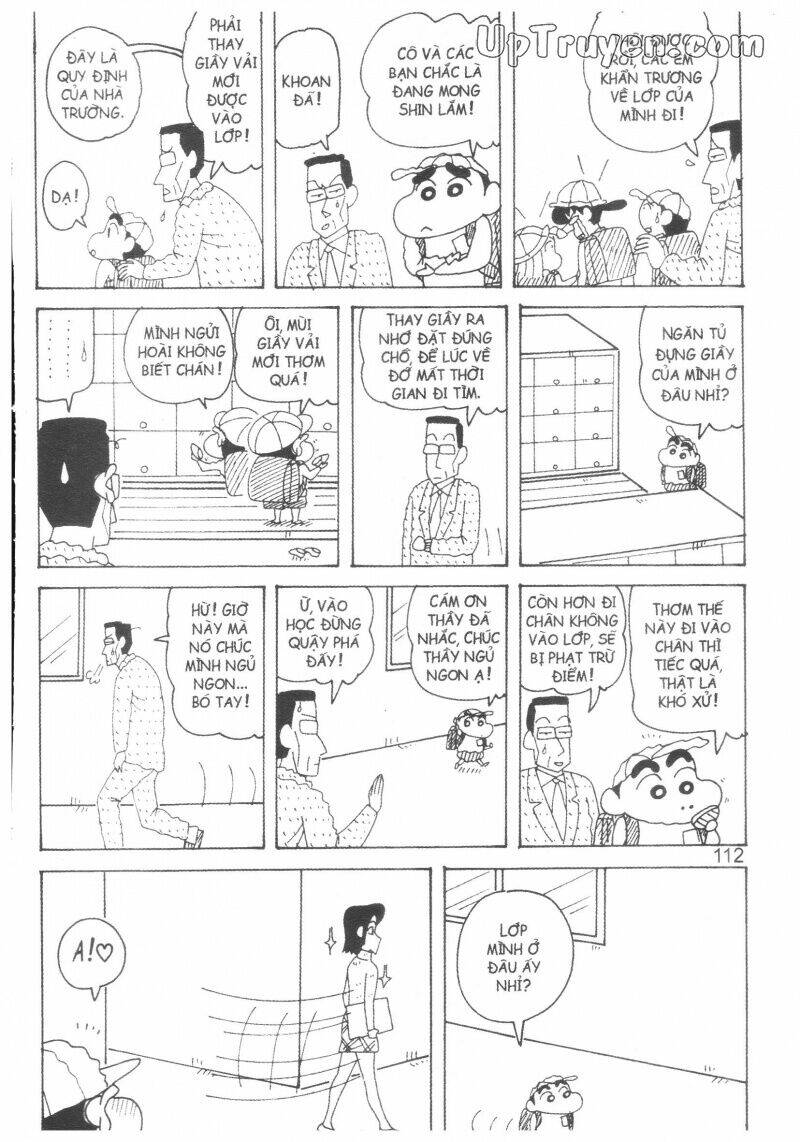 UpTruyen.com
ĐƯỢC
RỒI, CÁC EM
KHẨN TRƯƠNG
VỀ LỚP CỦA
MÌNH ĐI!
CÔ VÀ CÁC
BẠN CHẮC LÀ
ĐANG MONG
SHIN LẮM!
KHOAN
ĐÃ!
PHẢI
THAY
GIẦY VẢI
MỚI
ĐƯỢC
VÀO
LỚP!
ĐÂY LÀ
QUY ĐỊNH
CỦA NHÀ
TRƯỜNG.
DẠ!
NGĂN TỦ
ĐỰNG GIẦY
CỦA MÌNH Ở
ĐÂU NHỈ?
THAY GIẦY RA
NHỚ ĐẶT ĐÚNG
CHỖ, ĐỂ LÚC VỀ
ĐỠ MẤT THỜI
GIAN ĐI TÌM.
ÔI, MÙI
GIẦY VẢI
MỚI THƠM
QUÁ!
MÌNH NGỬI
HOÀI KHÔNG
BIẾT CHÁN!
THƠM THẾ
NÀY ĐI VÀO
CHÂN THÌ
TIẾC QUÁ,
THẬT LÀ
KHÓ XỬ!
CÒN HƠN ĐI
CHÂN KHÔNG
VÀO LỚP, SẼ
BỊ PHẠT TRỪ
ĐIỂM!
CÁM ƠN
THẦY ĐÃ
NHẮC, CHÚC
THẦY NGỦ
NGON Ạ!
Ừ, VÀO
HỌC ĐỪNG
QUẬY PHÁ
ĐẤY!
HỪ! GIỜ
NÀY MÀ
NÓ CHÚC
MÌNH NGỦ
NGON...
BÓ TAY!
112
LỚP
MÌNH Ở
ĐÂU ẤY
NHỈ?
A!♡